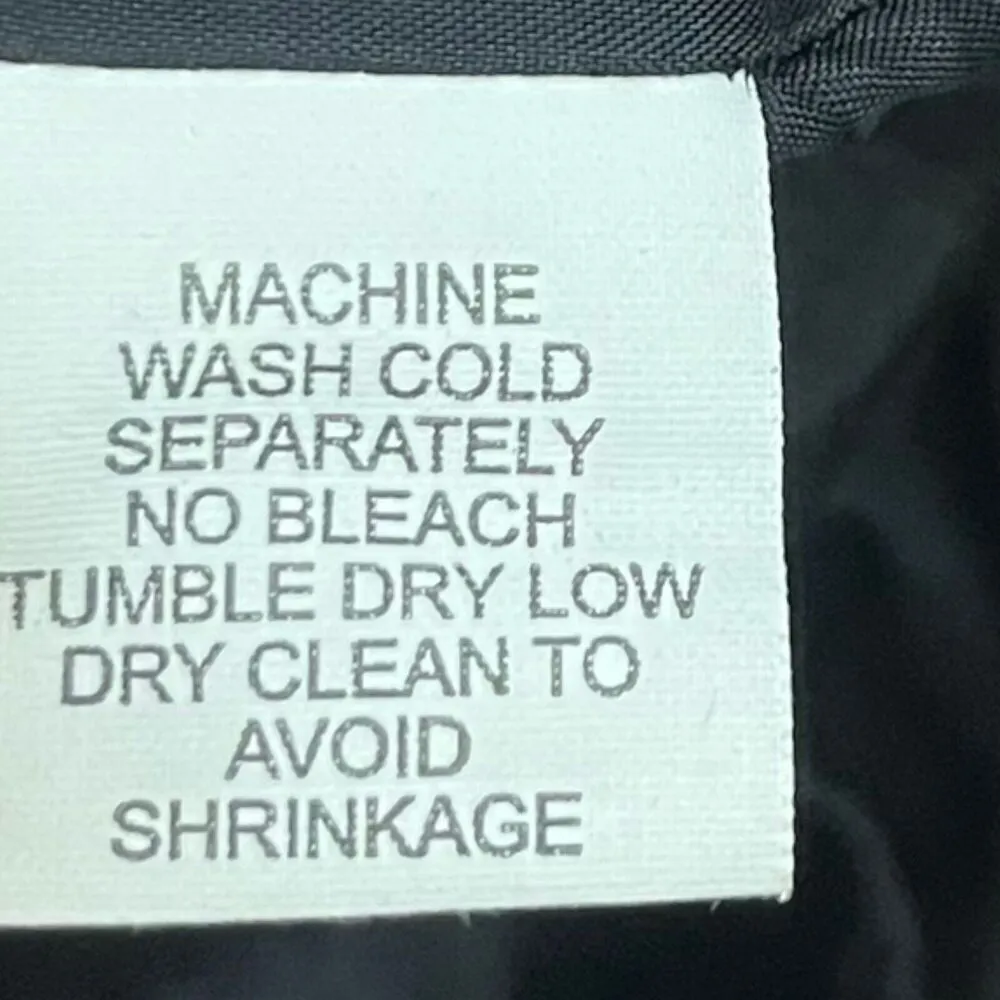 MACHINE
WASH COLD
SEPARATELY
NO BLEACH
TUMBLE DRY LOW
DRY CLEAN TO
AVOID
SHRINKAGE